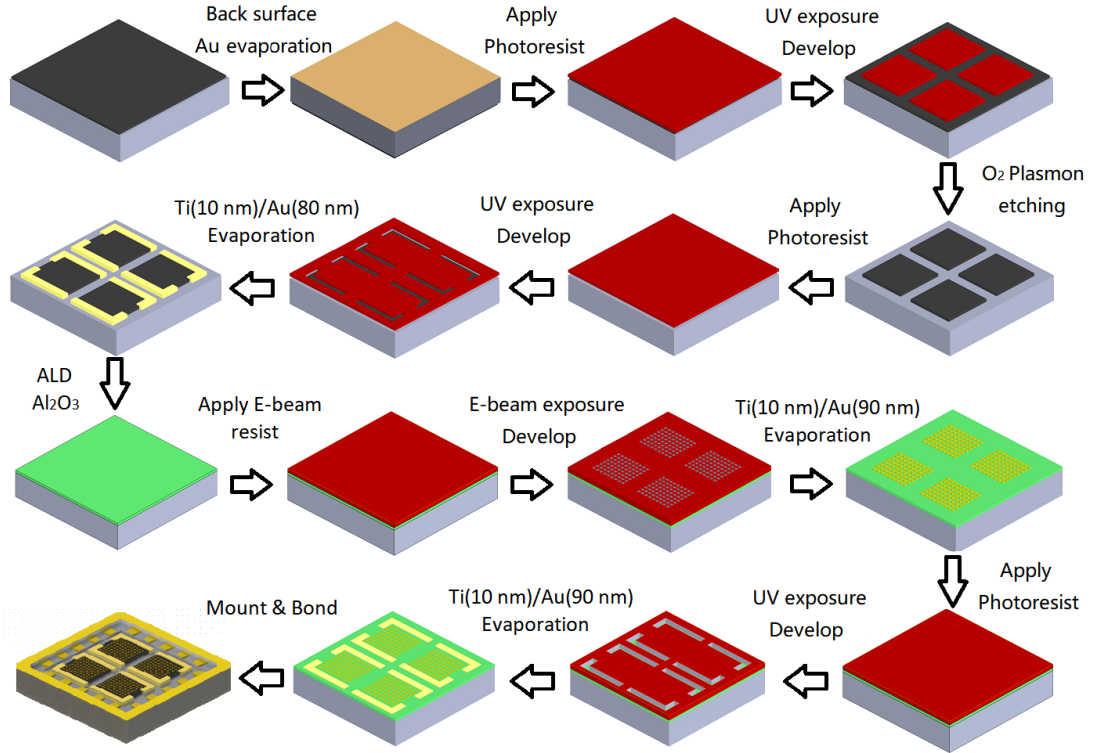 Back surface
Au evaporation
Apply
Photoresist
UV exposure
Develop
O₂ Plasmon
etching
Apply
Photoresist
UV exposure
Develop
Ti(10 nm)/Au(80 nm)
Evaporation
ALD
Al₂O₃
Apply E-beam
resist
E-beam exposure
Develop
Ti(10 nm)/Au(90 nm)
Evaporation
Apply
Photoresist
UV exposure
Develop
Ti(10 nm)/Au(90 nm)
Evaporation
Mount & Bond